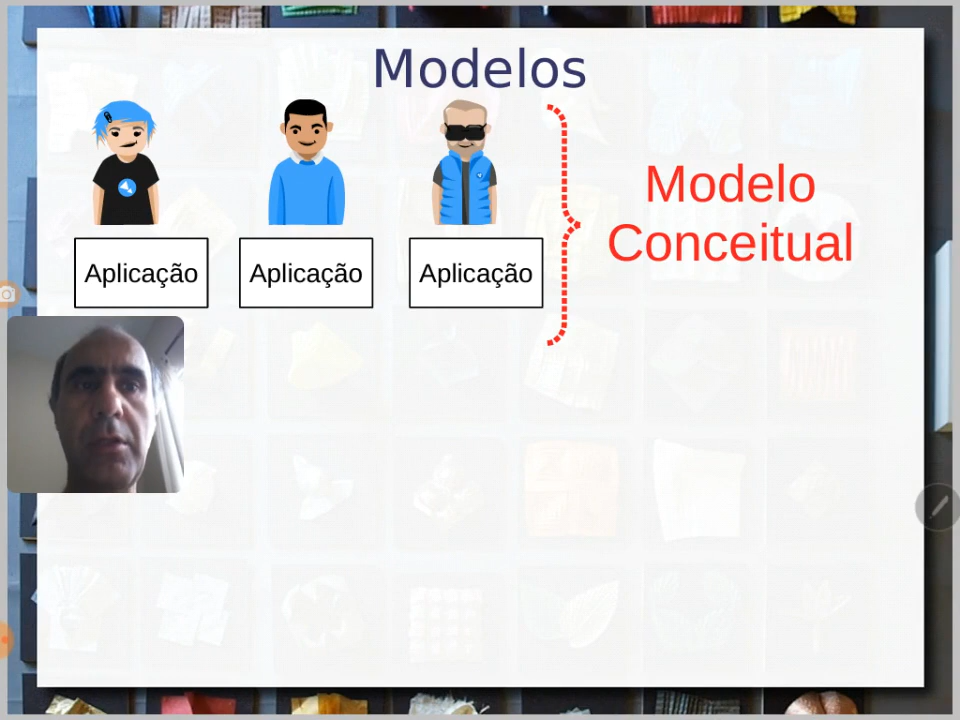 Modelos
Modelo
Conceitual
Aplicação
Aplicação
Aplicação